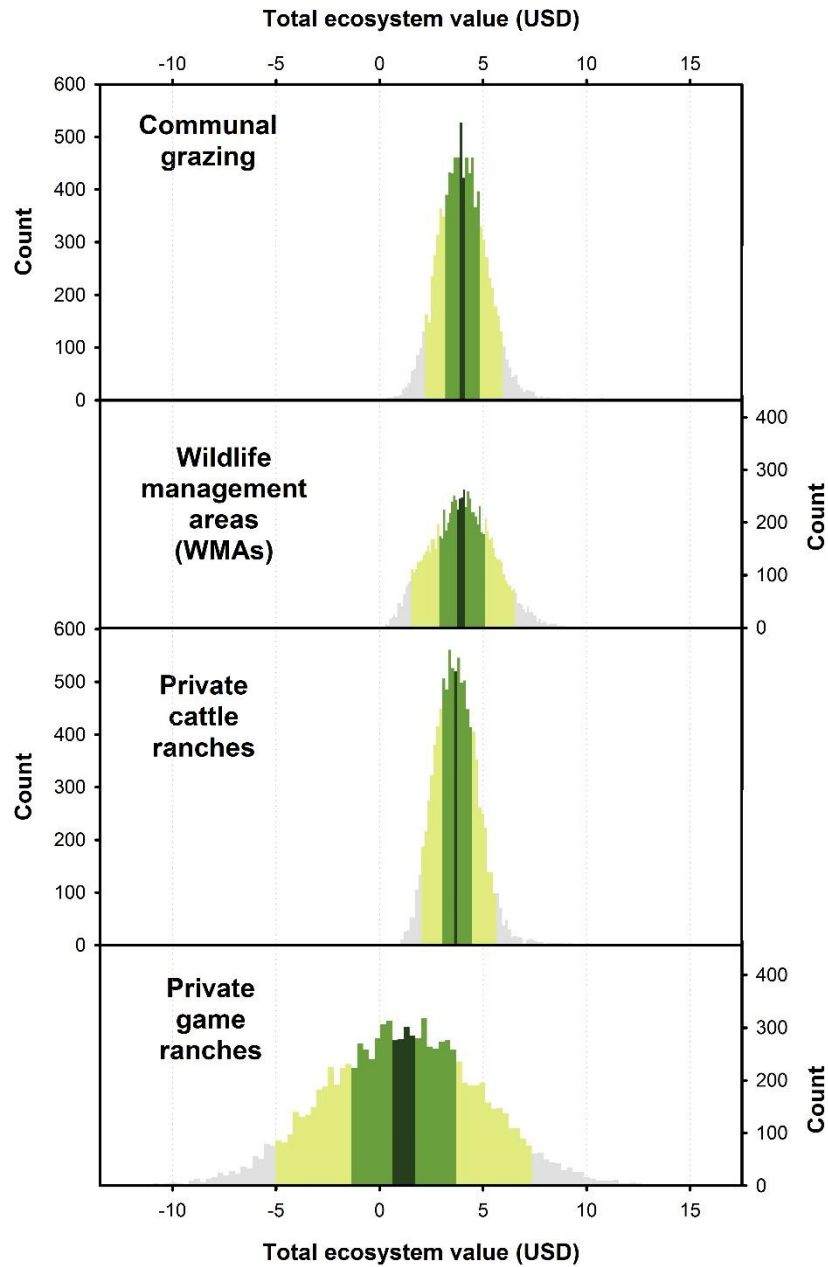 Total ecosystem value (USD)
-10 -5 0 5 10 15
600
500
400
300
200
100
0
Count
Communal
grazing
400
300
200
100
0
Count
Wildlife
management
areas
(WMAs)
600
500
400
300
200
100
0
Count
Private
cattle
ranches
400
300
200
100
0
Count
Private
game
ranches
-10 -5 0 5 10 15
Total ecosystem value (USD)